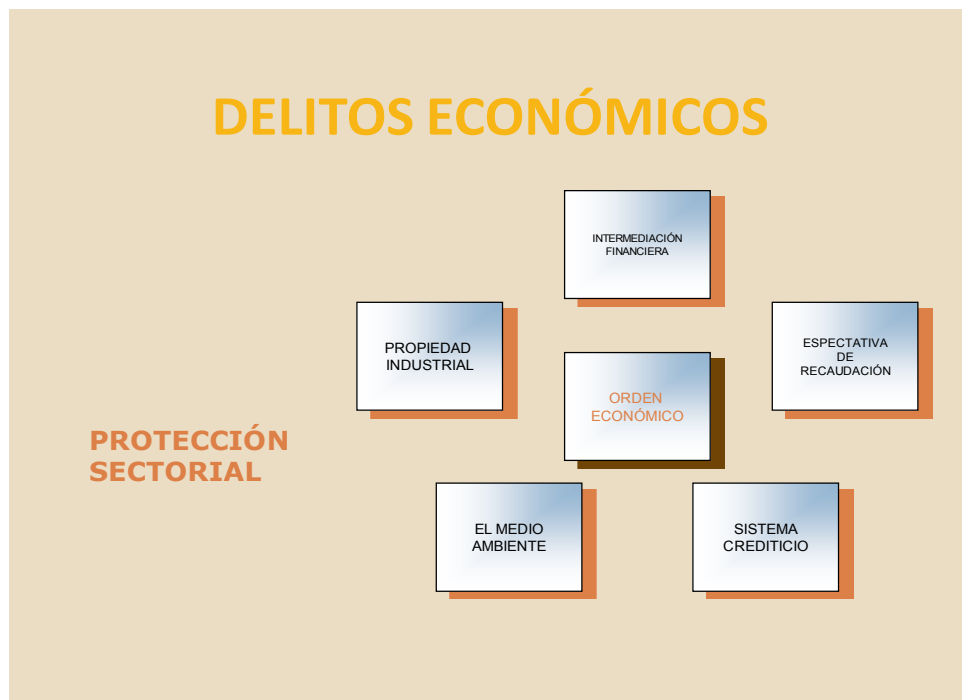 DELITOS ECONÓMICOS
INTERMEDIACIÓN
FINANCIERA
PROPIEDAD
INDUSTRIAL
ESPECTATIVA
DE
RECAUDACIÓN
ORDEN
ECONÓMICO
PROTECCIÓN
SECTORIAL
EL MEDIO
AMBIENTE
SISTEMA
CREDITICIO